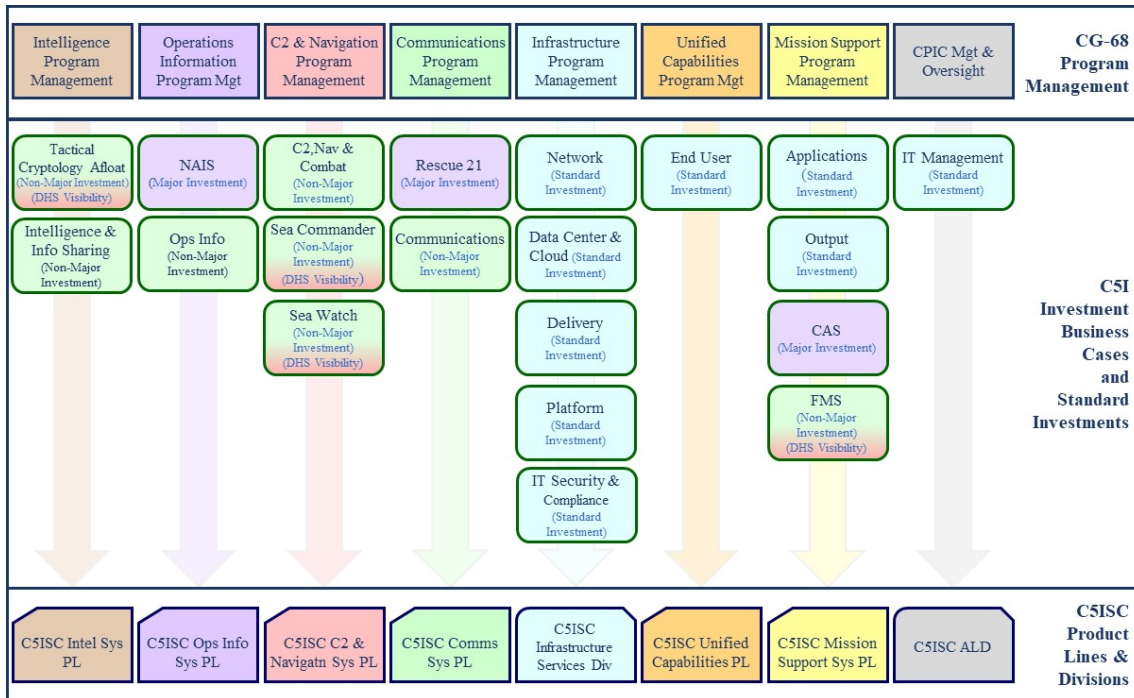 Intelligence
Program
Management
Operations
Information
Program Mgt
C2 & Navigation
Program
Management
Communications
Program
Management
Infrastructure
Program
Management
Unified
Capabilities
Program Mgt
Mission Support
Program
Management
CPIC Mgt &
Oversight
CG-68
Program
Management
Tactical
Cryptology Afloat
(Non-Major Investment)
(DHS Visibility)
NAIS
(Major Investment)
C2,Nav &
Combat
(Non-Major
Investment)
Rescue 21
(Major Investment)
Network
(Standard
Investment)
End User
(Standard
Investment)
Applications
(Standard
Investment)
IT Management
(Standard
Investment)
Intelligence &
Info Sharing
(Non-Major
Investment)
Ops Info
(Non-Major
Investment)
Sea Commander
(Non-Major
Investment)
(DHS Visibility)
Communications
(Non-Major
Investment)
Data Center &
Cloud (Standard
Investment)
Output
(Standard
Investment)
Sea Watch
(Non-Major
Investment)
(DHS Visibility)
Delivery
(Standard
Investment)
CAS
(Major Investment)
Platform
(Standard
Investment)
FMS
(Non-Major
Investment)
(DHS Visibility)
IT Security &
Compliance
(Standard
Investment)
C5I
Investment
Business
Cases
and
Standard
Investments
C5ISC Intel Sys
PL
C5ISC Ops Info
Sys PL
C5ISC C2 &
Navigatn Sys PL
C5ISC Comms
Sys PL
C5ISC
Infrastructure
Services Div
C5ISC Unified
Capabilities PL
C5ISC Mission
Support Sys PL
C5ISC ALD
C5ISC
Product
Lines &
Divisions